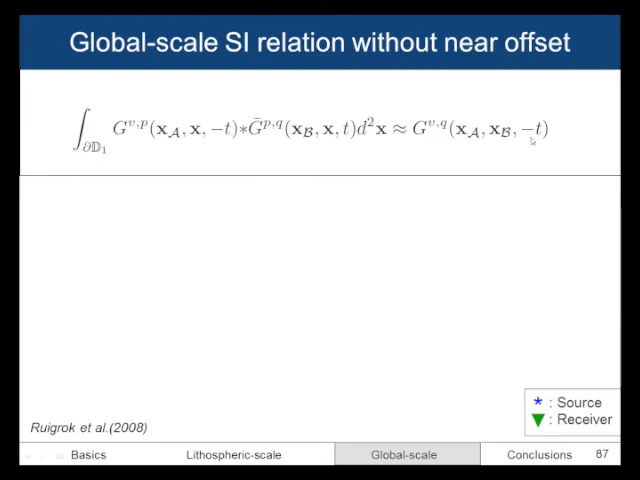 Global-scale SI relation without near offset
∫∂𝔻₁ G^{v,p}(x_𝒜, x, −t)∗Ḡ^{p,q}(x_ℬ, x, t)d²x ≈ G^{v,q}(x_𝒜, x_ℬ, −t)
* : Source
▼ : Receiver
Ruigrok et al.(2008)
Basics Lithospheric-scale Global-scale Conclusions 87